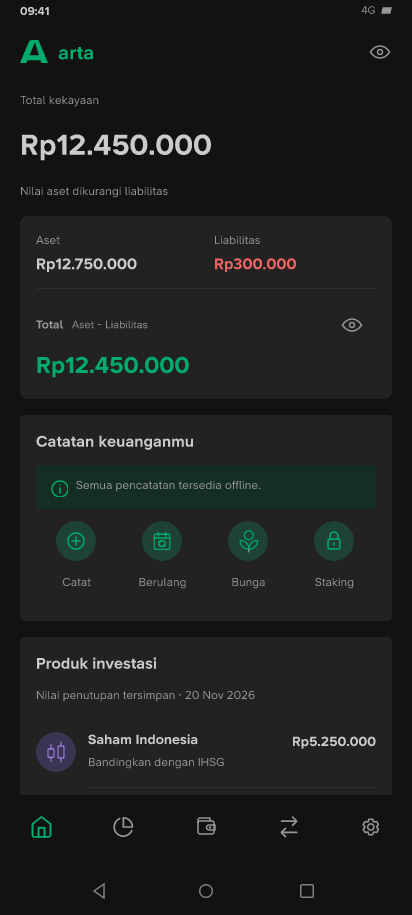 09:41
4G
arta
Total kekayaan
Rp12.450.000
Nilai aset dikurangi liabilitas
Aset
Liabilitas
Rp12.750.000
Rp300.000
Total Aset - Liabilitas
Rp12.450.000
Catatan keuanganmu
Semua pencatatan tersedia offline.
Catat
Berulang
Bunga
Staking
Produk investasi
Nilai penutupan tersimpan · 20 Nov 2026
Saham Indonesia
Rp5.250.000
Bandingkan dengan IHSG